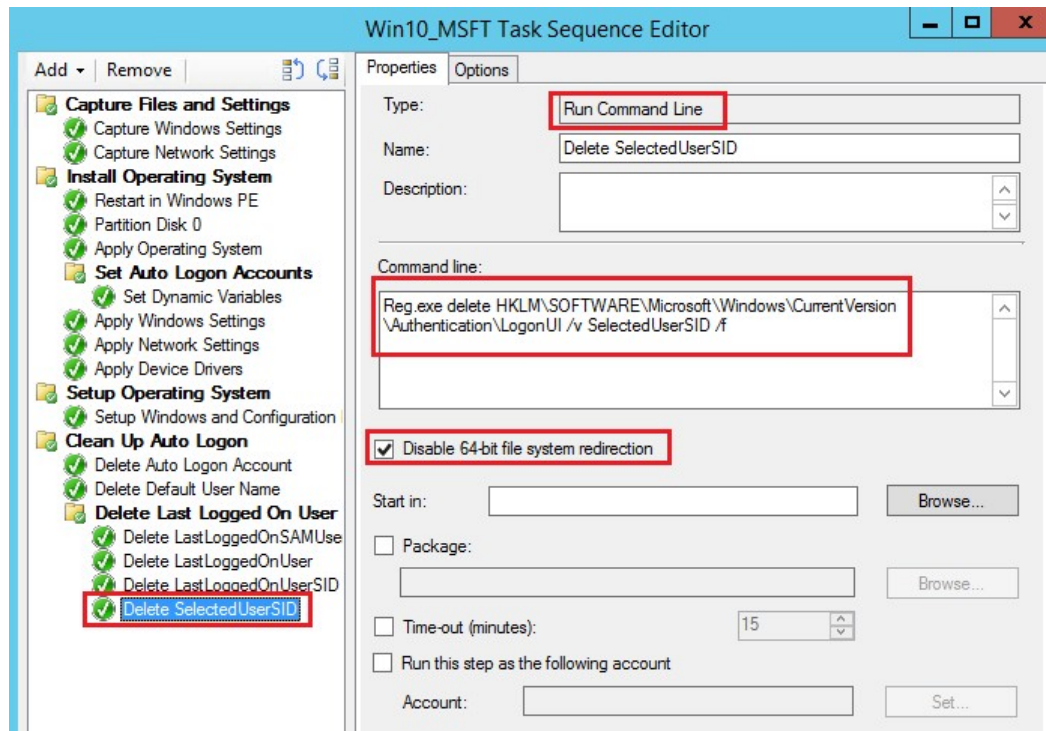 Win10_MSFT Task Sequence Editor
Add
Remove
Capture Files and Settings
Capture Windows Settings
Capture Network Settings
Install Operating System
Restart in Windows PE
Partition Disk 0
Apply Operating System
Set Auto Logon Accounts
Set Dynamic Variables
Apply Windows Settings
Apply Network Settings
Apply Device Drivers
Setup Operating System
Setup Windows and Configuration
Clean Up Auto Logon
Delete Auto Logon Account
Delete Default User Name
Delete Last Logged On User
Delete LastLoggedOnSAMUse
Delete LastLoggedOnUser
Delete LastLoggedOnUserSID
Delete SelectedUserSID
Properties
Options
Type:
Run Command Line
Name:
Delete SelectedUserSID
Description:
Command line:
Reg.exe delete HKLM\SOFTWARE\Microsoft\Windows\CurrentVersion
\Authentication\LogonUI /v SelectedUserSID /f
Disable 64-bit file system redirection
Start in:
Browse...
Package:
Browse...
Time-out (minutes):
15
Run this step as the following account
Account:
Set...